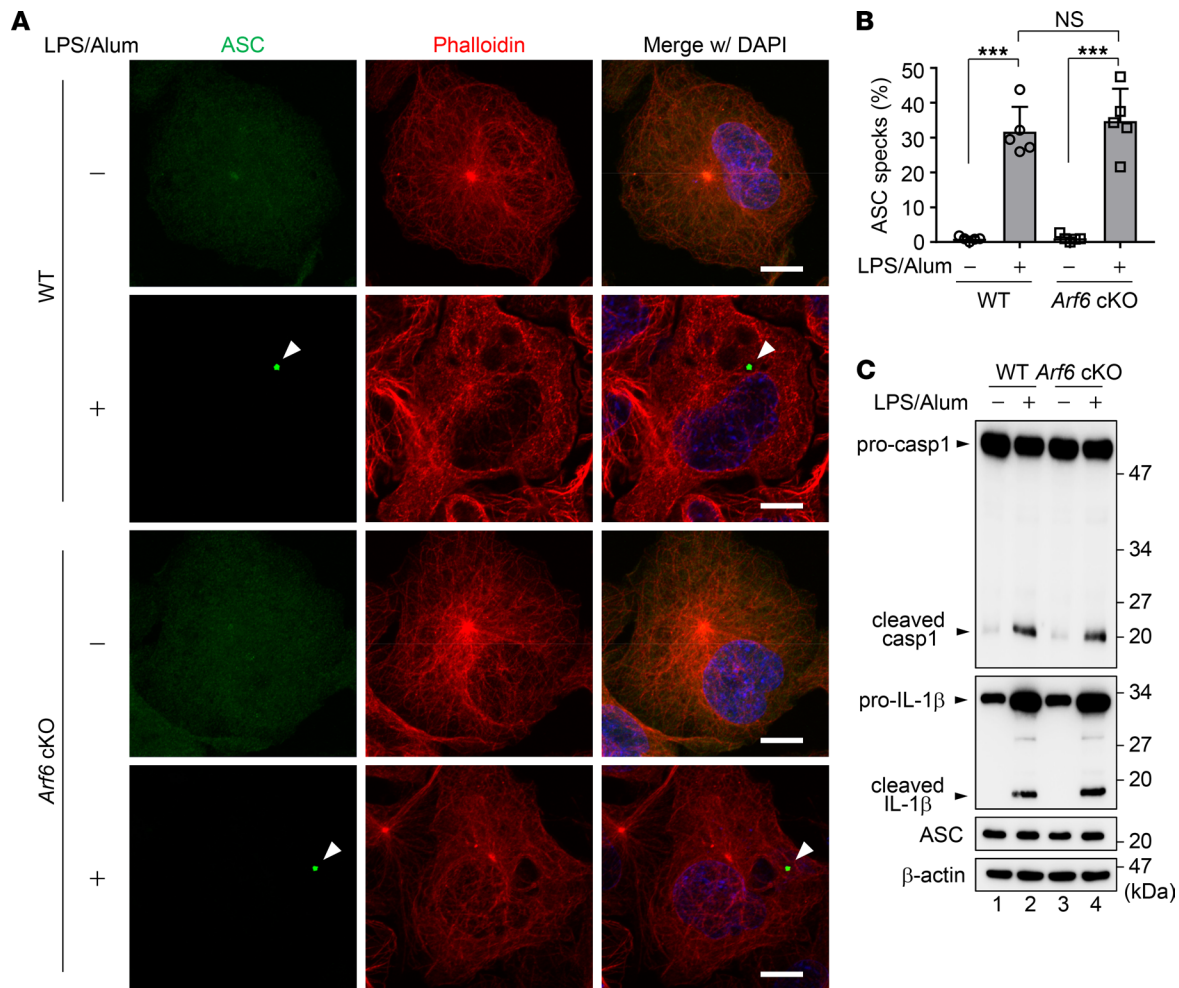 A
LPS/Alum ASC Phalloidin Merge w/ DAPI
WT
−
+
Arf6 cKO
−
+
B
NS
*** ***
ASC specks (%)
50
40
30
20
10
0
LPS/Alum − + − +
WT Arf6 cKO
C
WT Arf6 cKO
LPS/Alum − + − +
pro-casp1
47
34
27
cleaved
casp1
20
pro-IL-1β
34
27
20
cleaved
IL-1β
ASC
20
β-actin
47
(kDa)
1 2 3 4